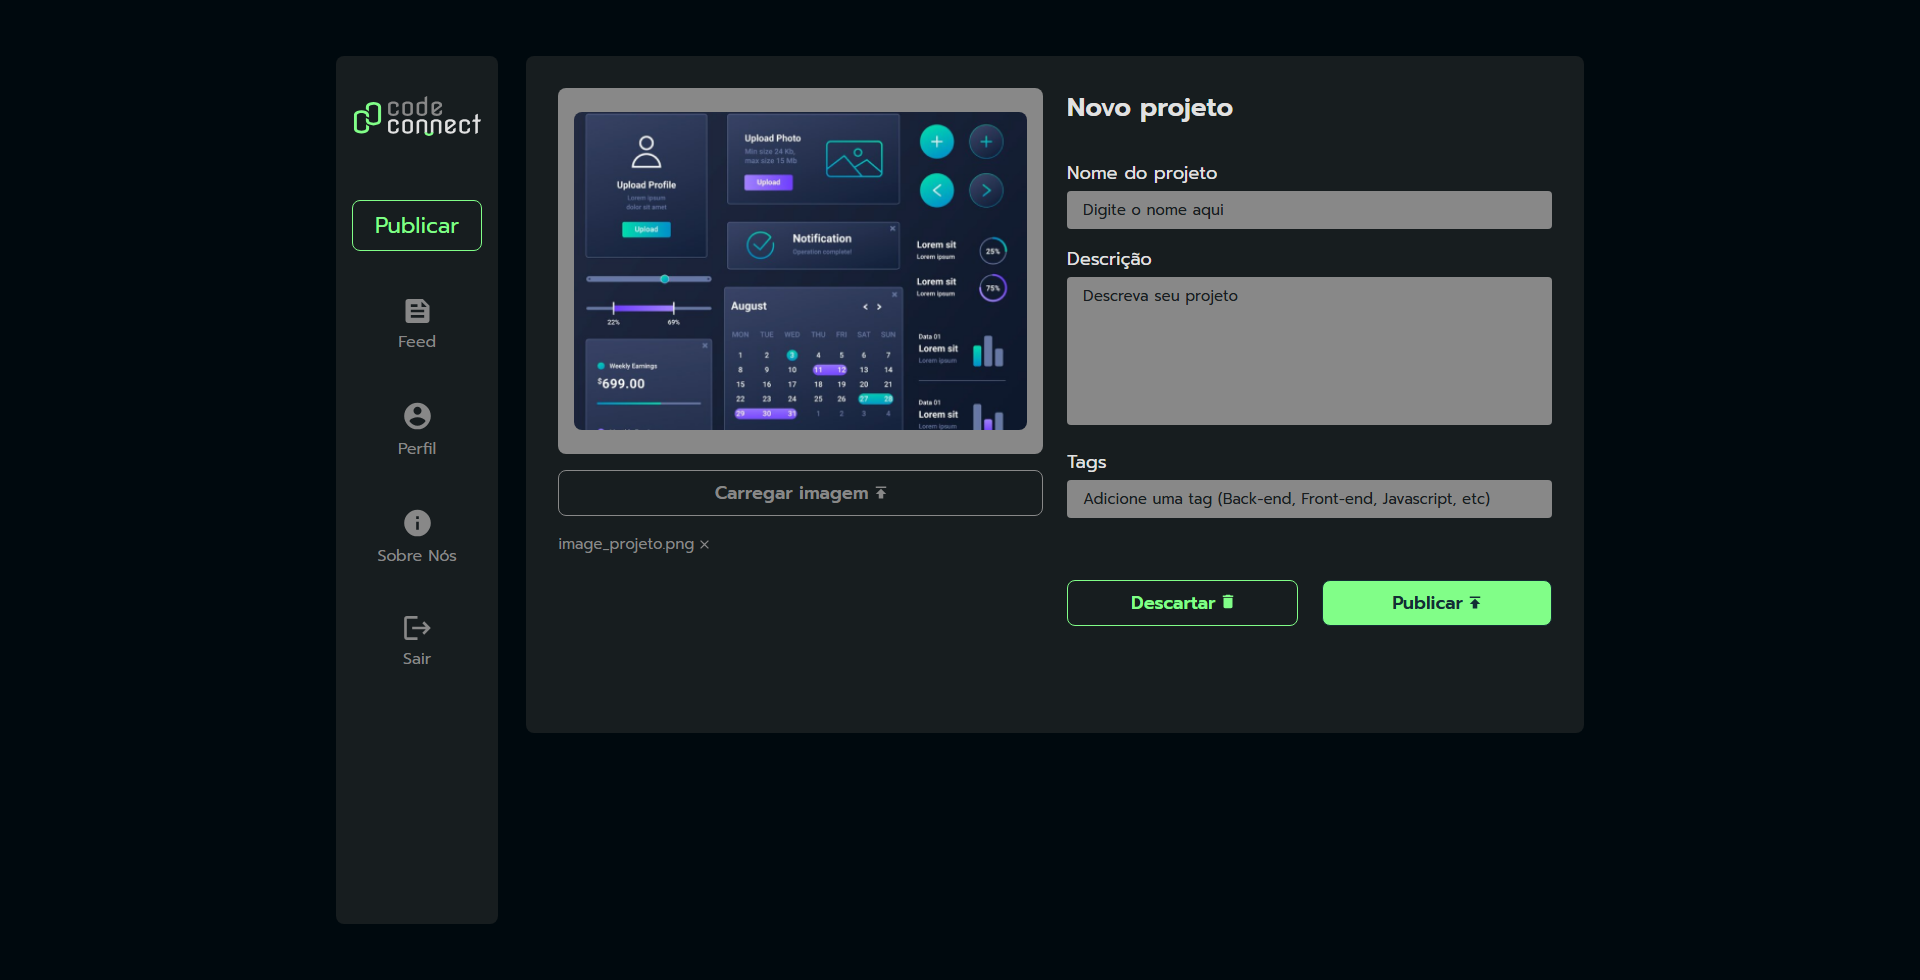 code
connect
Publicar
Feed
Perfil
Sobre Nós
Sair
Upload Profile
Lorem ipsum
dolor sit amet
Upload
Upload Photo
Min size 24 Kb,
max size 15 Mb
Upload
Notification
Operation complete!
Lorem sit
Lorem ipsum
25%
Lorem sit
Lorem ipsum
75%
22% 69%
Weekly Earnings
$699.00
August
MON TUE WED THU FRI SAT SUN
1 2 3 4 5 6 7
8 9 10 11 12 13 14
15 16 17 18 19 20 21
22 23 24 25 26 27 28
29 30 31 1 2 3 4
Data 01
Lorem sit
Lorem ipsum
Data 01
Lorem sit
Lorem ipsum
Carregar imagem
image_projeto.png ×
Novo projeto
Nome do projeto
Digite o nome aqui
Descrição
Descreva seu projeto
Tags
Adicione uma tag (Back-end, Front-end, Javascript, etc)
Descartar
Publicar